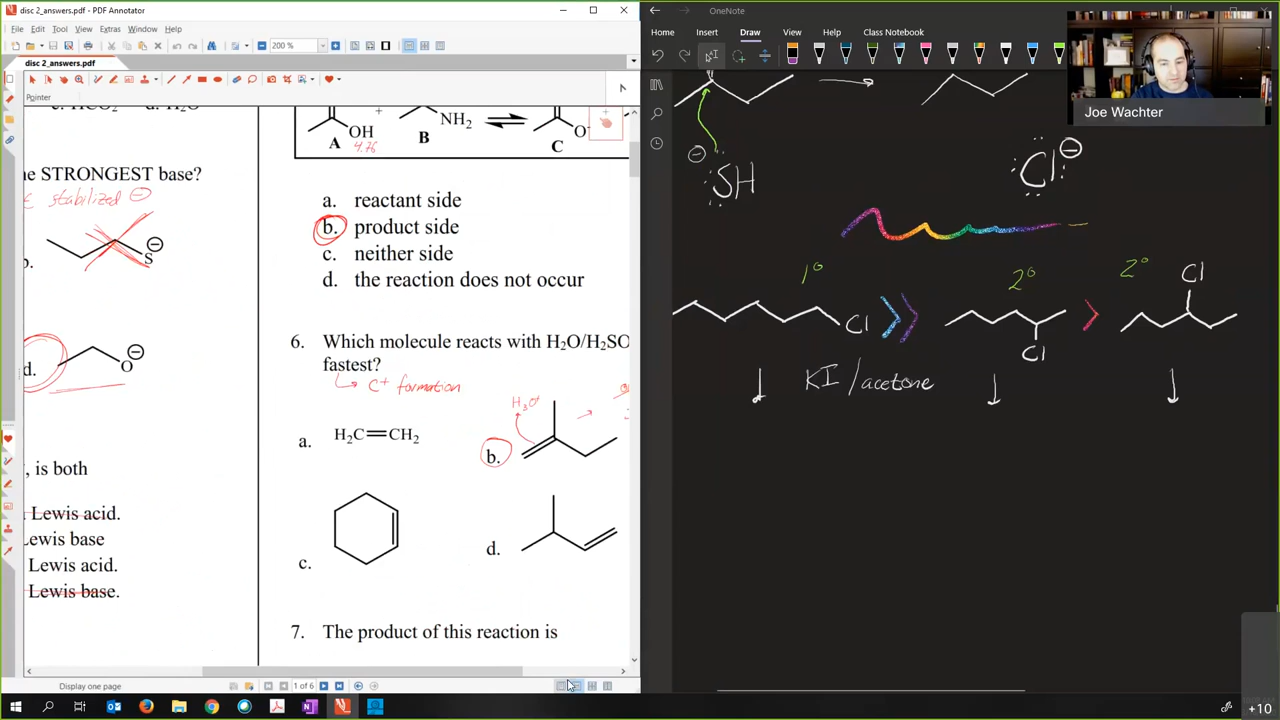 disc 2_answers.pdf - PDF Annotator
File Edit Tool View Extras Window Help
200 %
disc 2_answers.pdf
Pointer
OH
4.76
A
+
NH2
B
O-
C
he STRONGEST base?
stabilized ⊖
a. reactant side
b. product side
c. neither side
d. the reaction does not occur
b.
S ⊖
d.
O ⊖
6. Which molecule reacts with H2O/H2SO
fastest?
↳ C+ formation
a. H2C=CH2
H3O+
b.
c.
d.
, is both
Lewis acid.
Lewis base
Lewis acid.
Lewis base.
7. The product of this reaction is
Display one page
1 of 6
OneNote
Home Insert Draw View Help Class Notebook
Joe Wachter
⊖
:SH
:Cl: ⊖
1° 2° 2°
Cl
Cl >> >
Cl
↓ KI/acetone ↓ ↓
+10